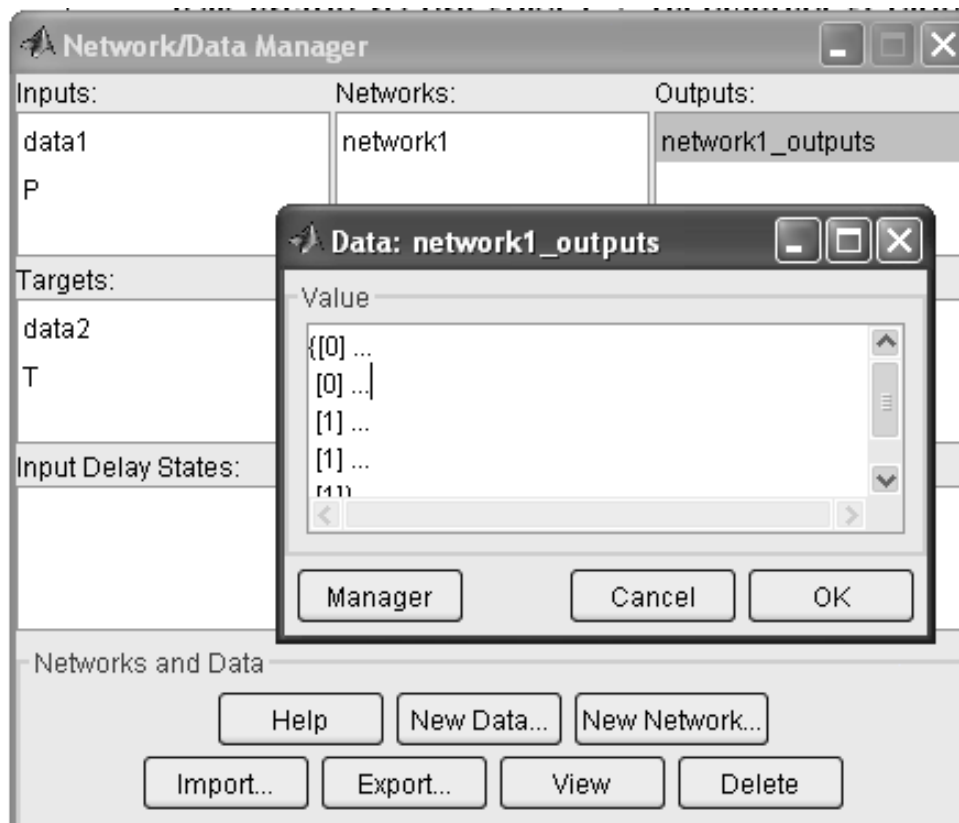 Network/Data Manager
Inputs: Networks: Outputs:
data1 network1 network1_outputs
P
Data: network1_outputs
Targets:
Value
data2
{[0] ...
T
[0] ...
[1] ...
Input Delay States:
[1] ...
[1]}
Manager Cancel OK
Networks and Data
Help New Data... New Network...
Import... Export... View Delete